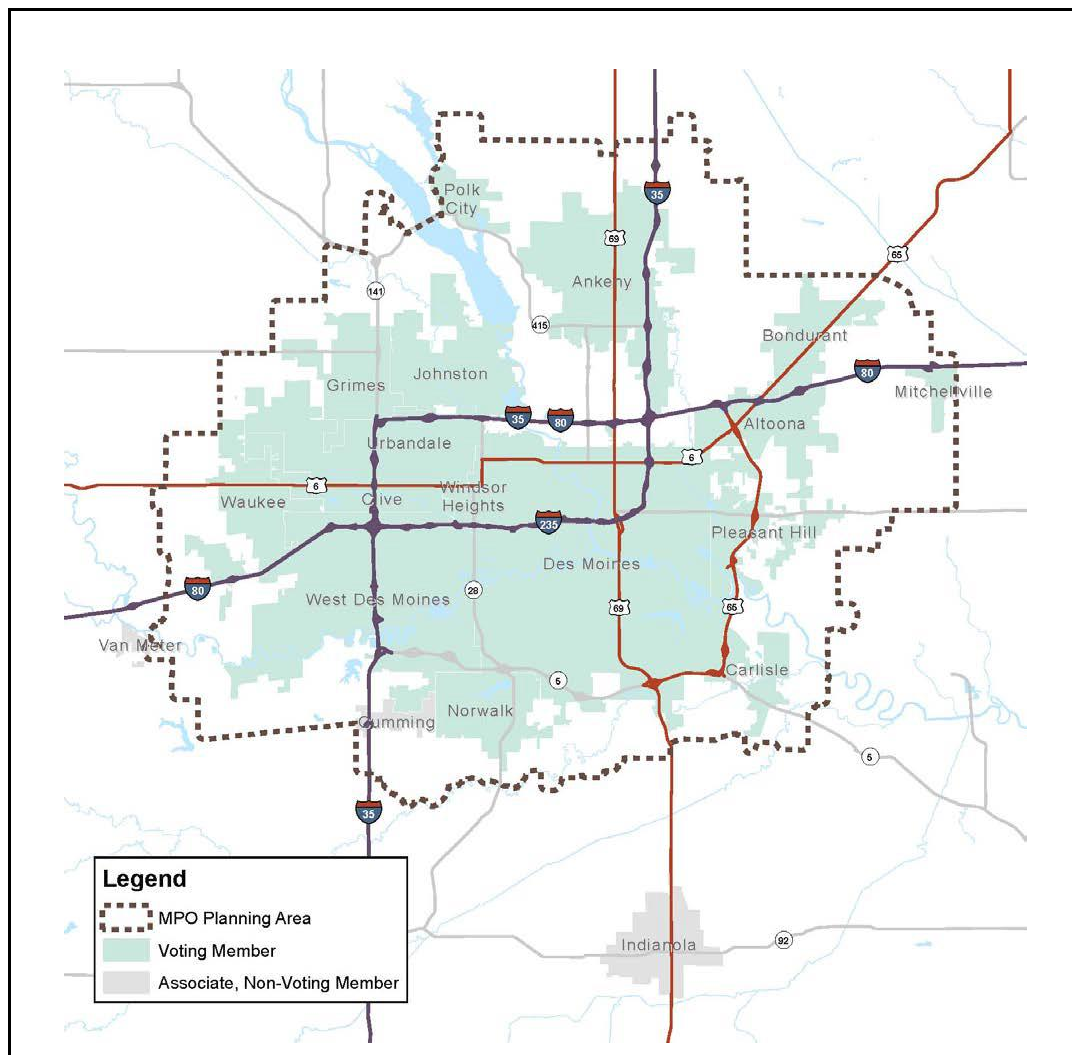 Polk
City
35
69
65
Ankeny
141
415
Bondurant
80
Johnston
Grimes
Mitchellville
35
80
Altoona
Urbandale
6
6
Waukee
Clive
Windsor
Heights
235
Pleasant Hill
Des Moines
80
28
West Des Moines
69
65
Van Meter
Carlisle
5
Norwalk
Cumming
5
35
Legend
MPO Planning Area
Voting Member
Associate, Non-Voting Member
Indianola
92